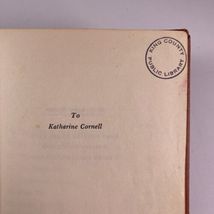 To
Katharine Cornell
KING COUNTY
PUBLIC LIBRARY